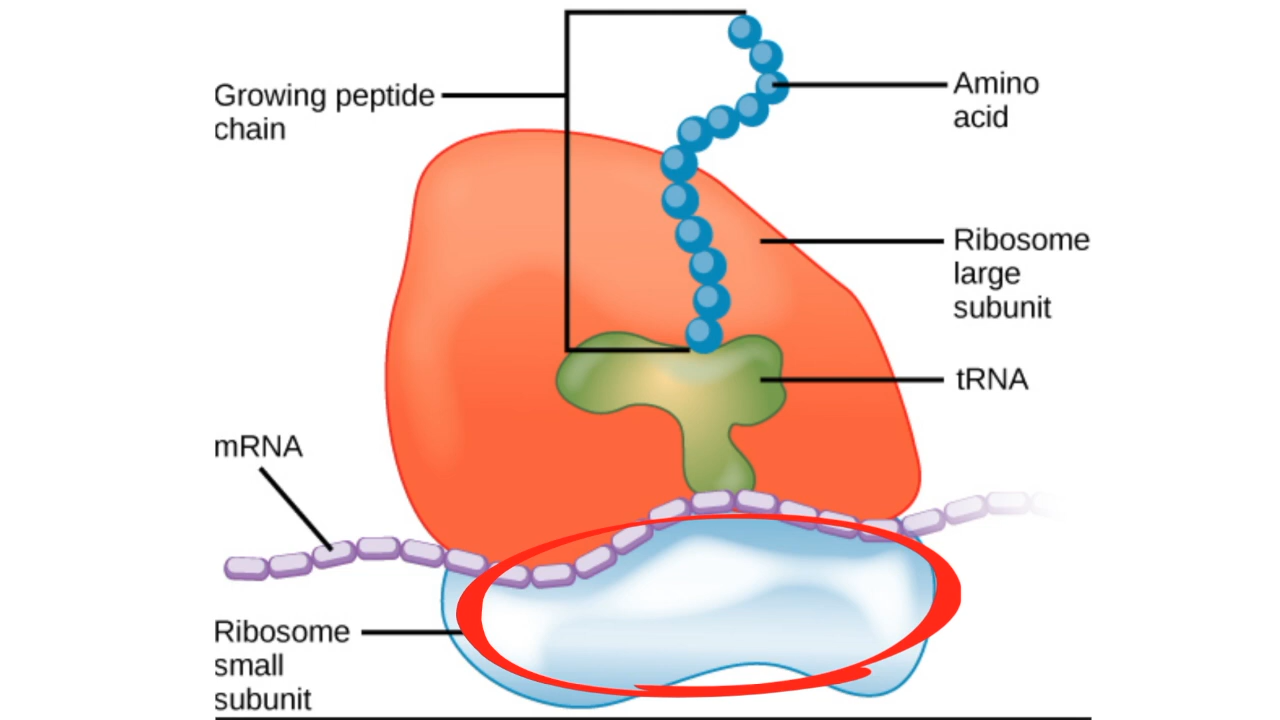 Growing peptide
chain
Amino
acid
Ribosome
large
subunit
tRNA
mRNA
Ribosome
small
subunit